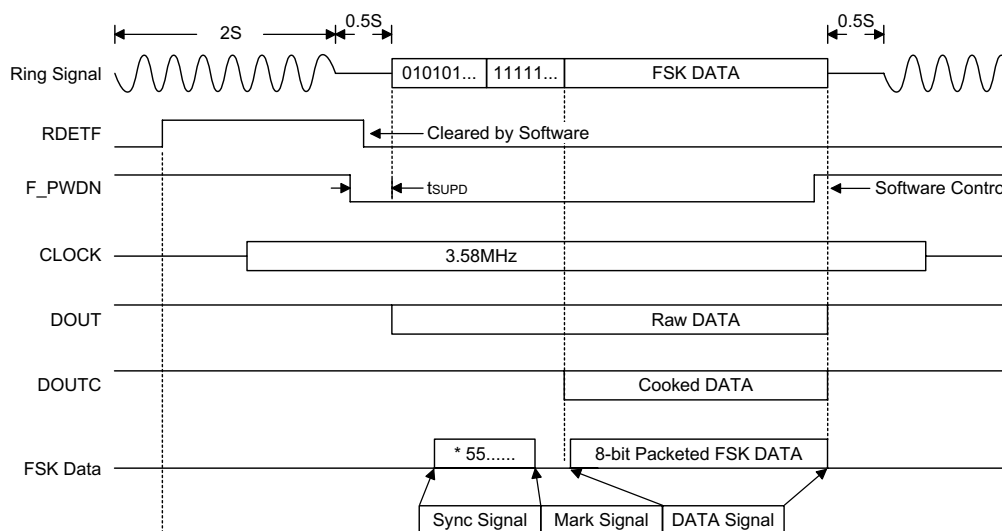 2S
0.5S
0.5S
Ring Signal
010101...
11111...
FSK DATA
RDETF
Cleared by Software
F_PWDN
tSUPD
Software Contro
CLOCK
3.58MHz
DOUT
Raw DATA
DOUTC
Cooked DATA
FSK Data
* 55......
8-bit Packeted FSK DATA
Sync Signal
Mark Signal
DATA Signal